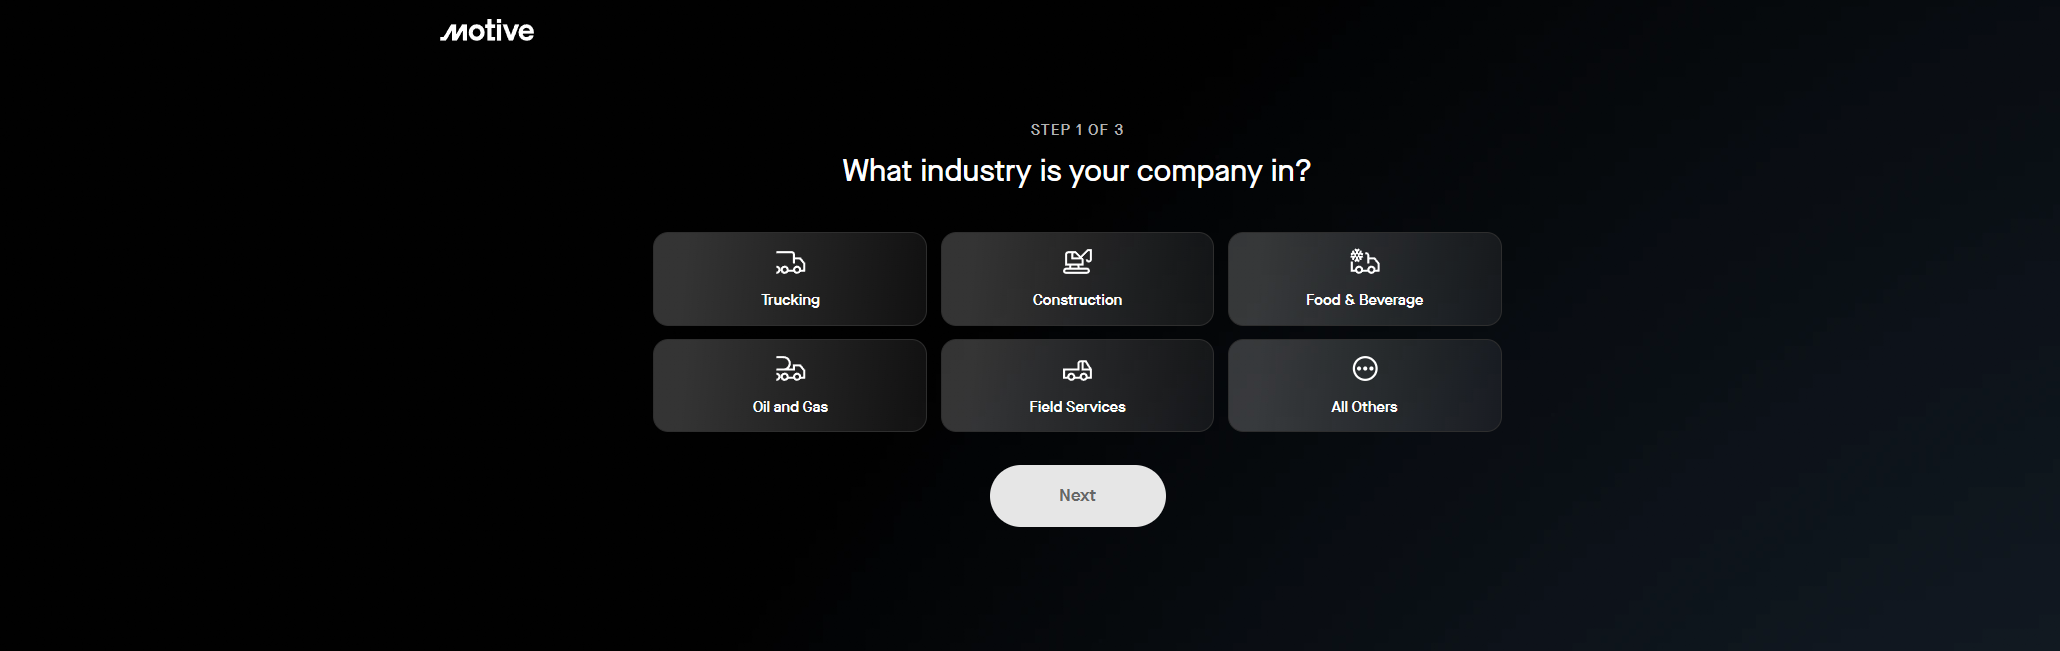 motive
STEP 1 OF 3
What industry is your company in?
Trucking
Construction
Food & Beverage
Oil and Gas
Field Services
All Others
Next